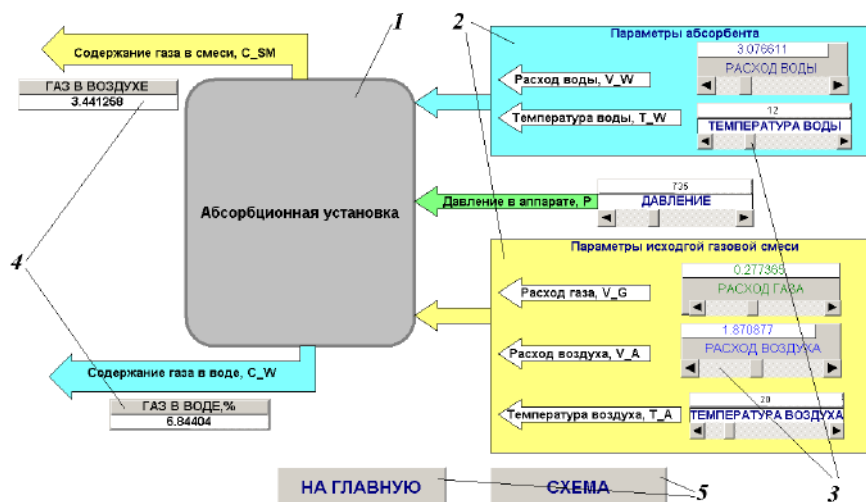 1
2
Содержание газа в смеси, C_SM
ГАЗ В ВОЗДУХЕ
3.441258
Параметры абсорбента
3.076611
РАСХОД ВОДЫ
Расход воды, V_W
12
ТЕМПЕРАТУРА ВОДЫ
Температура воды, T_W
Абсорбционная установка
735
ДАВЛЕНИЕ
Давление в аппарате, P
4
Параметры исходгой газовой смеси
0.277365
РАСХОД ГАЗА
Расход газа, V_G
1.870877
РАСХОД ВОЗДУХА
Расход воздуха, V_A
20
ТЕМПЕРАТУРА ВОЗДУХА
Температура воздуха, T_A
Содержание газа в воде, C_W
ГАЗ В ВОДЕ,%
6.84404
НА ГЛАВНУЮ
СХЕМА
5
3